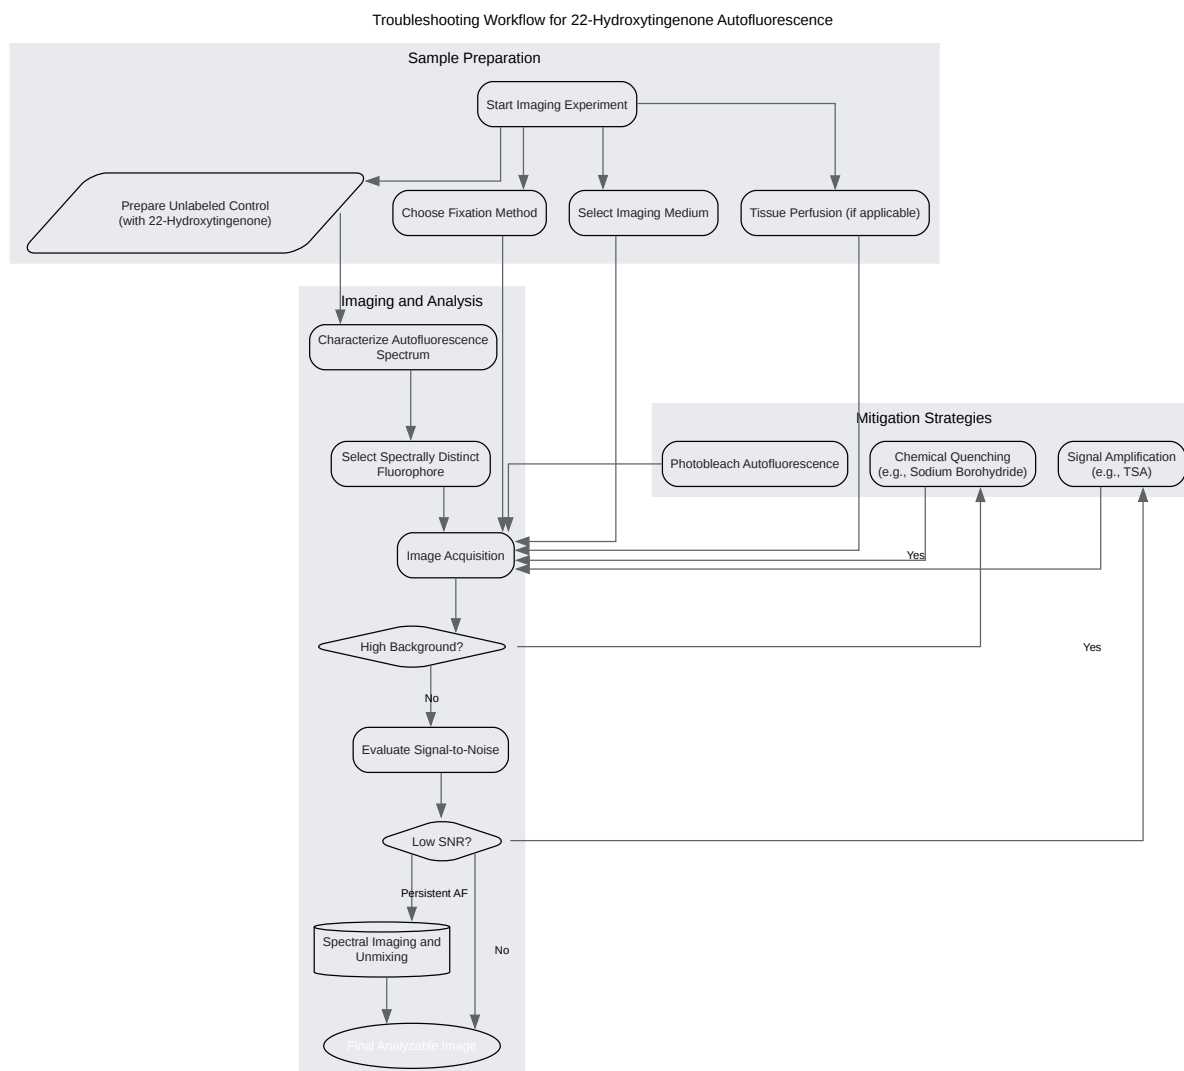 Troubleshooting Workflow for 22-Hydroxytingenone Autofluorescence
Sample Preparation
Start Imaging Experiment
Prepare Unlabeled Control
(with 22-Hydroxytingenone)
Choose Fixation Method
Select Imaging Medium
Tissue Perfusion (if applicable)
Imaging and Analysis
Characterize Autofluorescence
Spectrum
Mitigation Strategies
Select Spectrally Distinct
Fluorophore
Photobleach Autofluorescence
Chemical Quenching
(e.g., Sodium Borohydride)
Signal Amplification
(e.g., TSA)
Image Acquisition
Yes
High Background?
Yes
No
Evaluate Signal-to-Noise
Low SNR?
Persistent AF
Spectral Imaging and
Unmixing
No
Final Analyzable Image